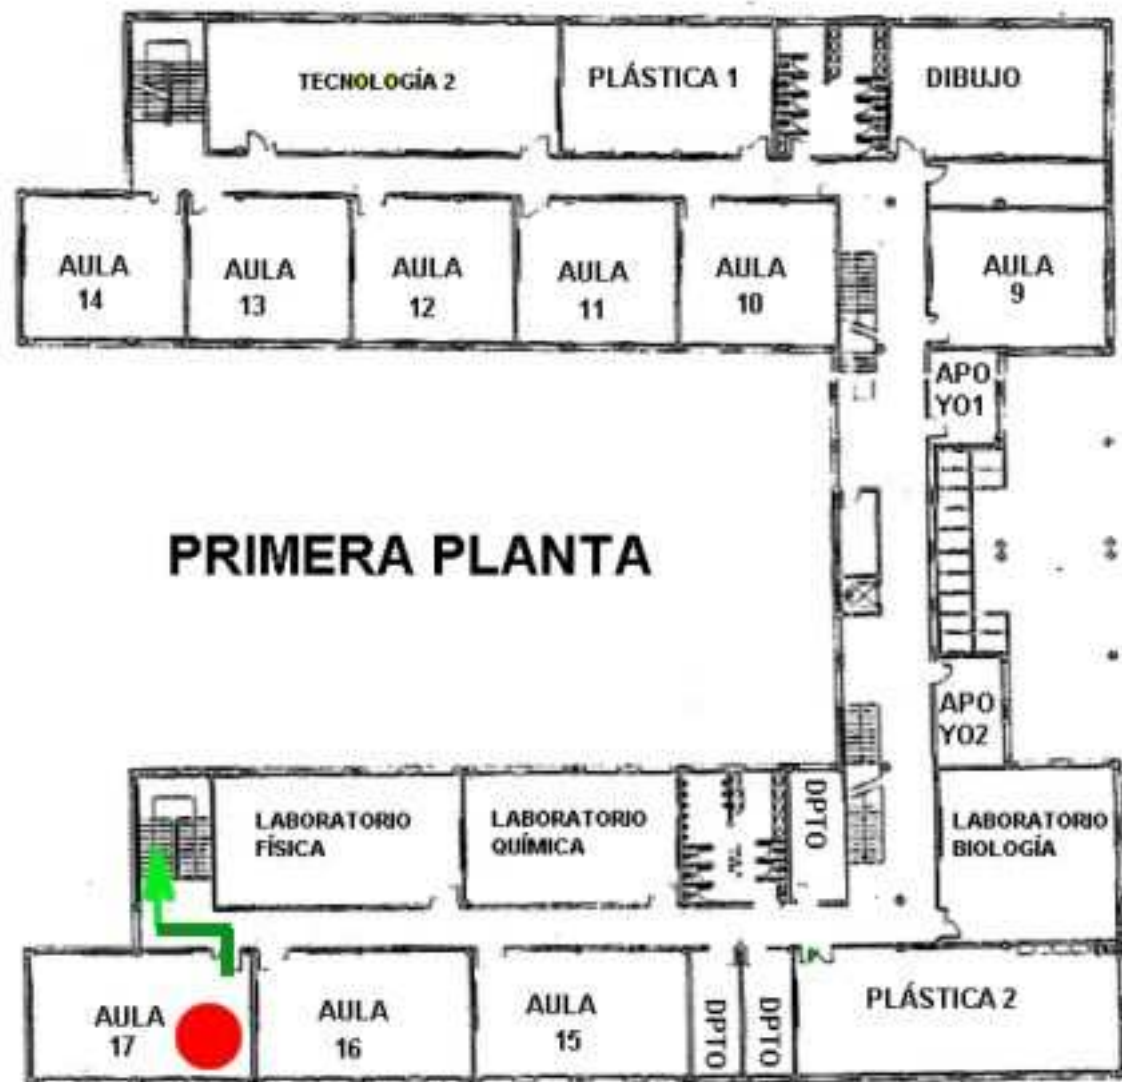 TECNOLOGÍA 2
PLÁSTICA 1
DIBUJO
AULA
14
AULA
13
AULA
12
AULA
11
AULA
10
AULA
9
APO
YO1
PRIMERA PLANTA
APO
YO2
LABORATORIO
FÍSICA
LABORATORIO
QUÍMICA
DPTO
LABORATORIO
BIOLOGÍA
AULA
17
AULA
16
AULA
15
DPTO
DPTO
PLÁSTICA 2